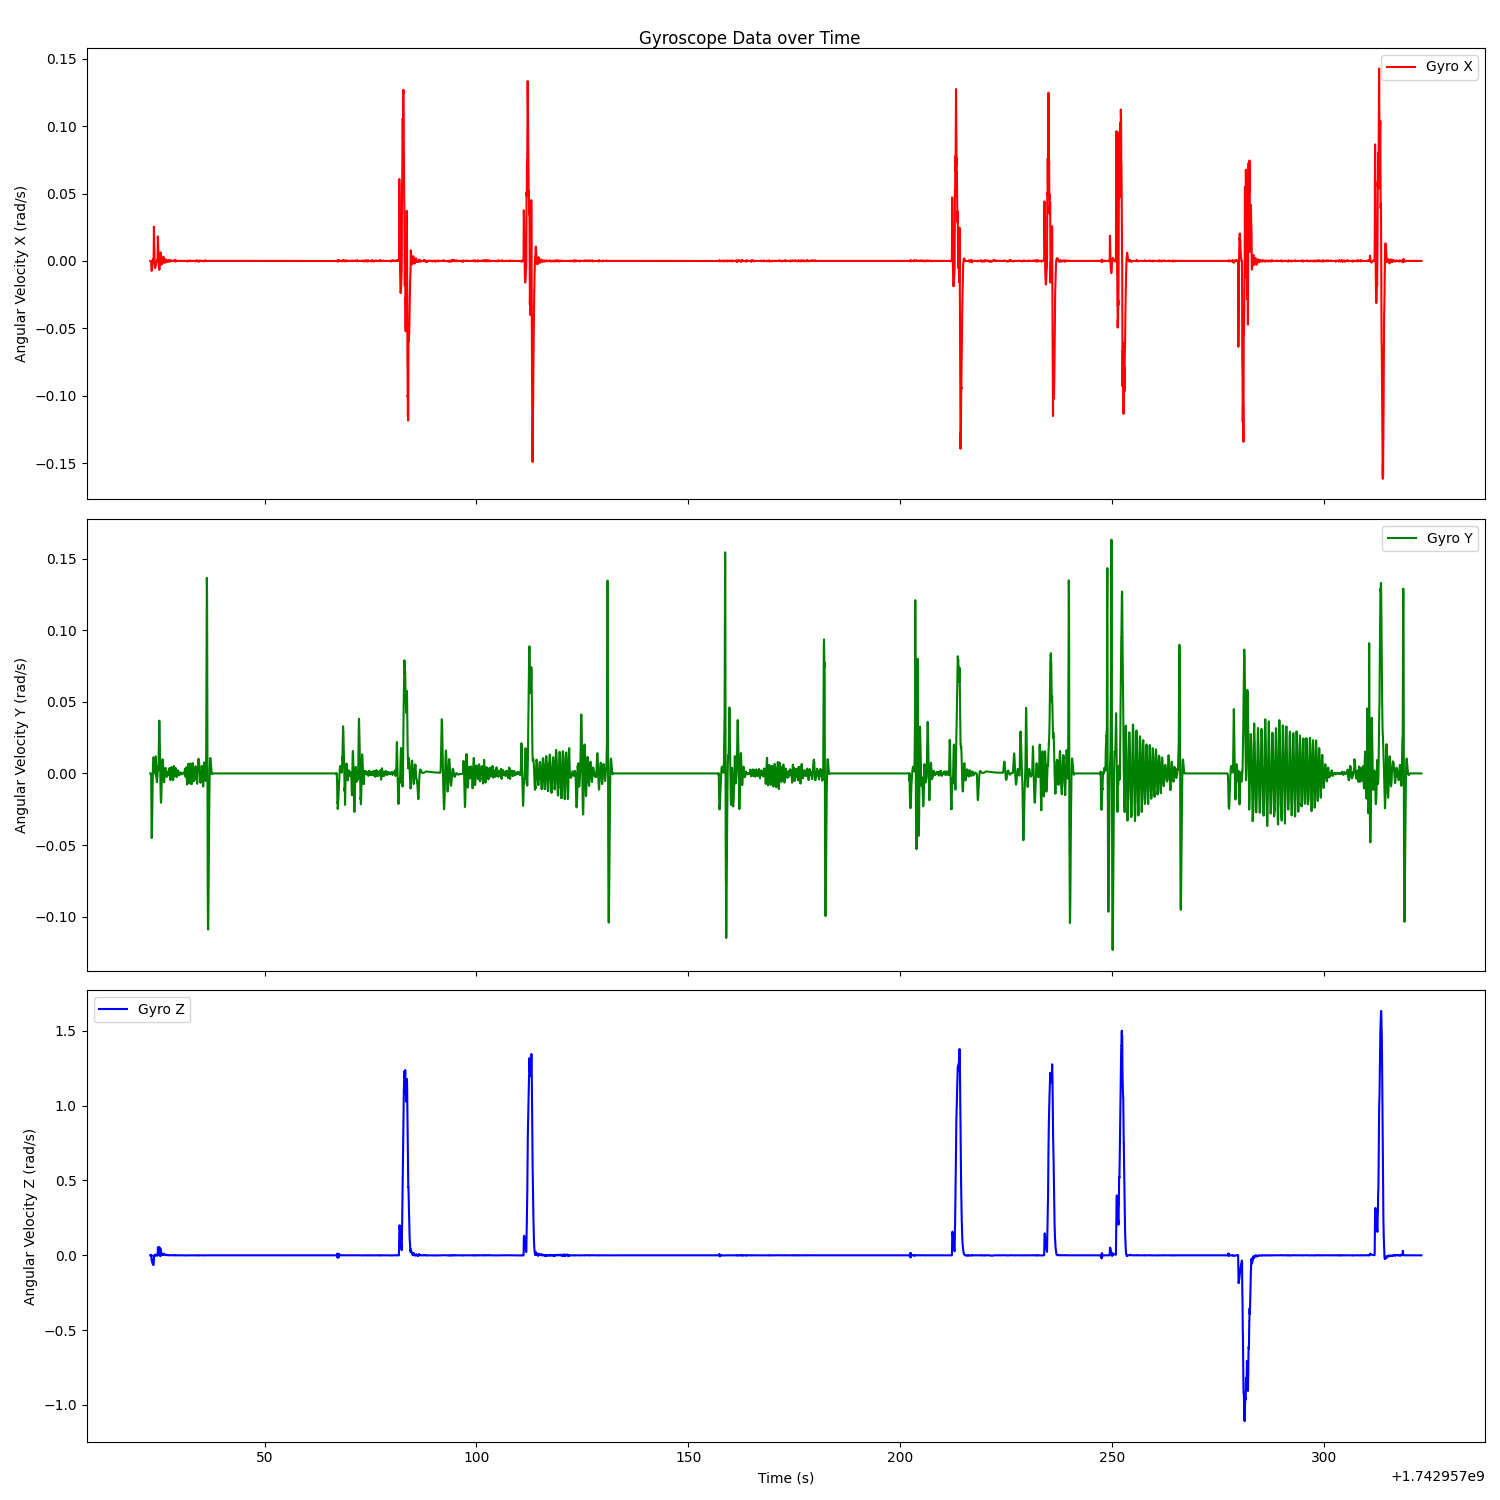 Gyroscope Data over Time
Angular Velocity X (rad/s)
0.15
0.10
0.05
0.00
−0.05
−0.10
−0.15
Gyro X
Angular Velocity Y (rad/s)
0.15
0.10
0.05
0.00
−0.05
−0.10
Gyro Y
Angular Velocity Z (rad/s)
1.5
1.0
0.5
0.0
−0.5
−1.0
Gyro Z
50 100 150 200 250 300
Time (s)
+1.742957e9